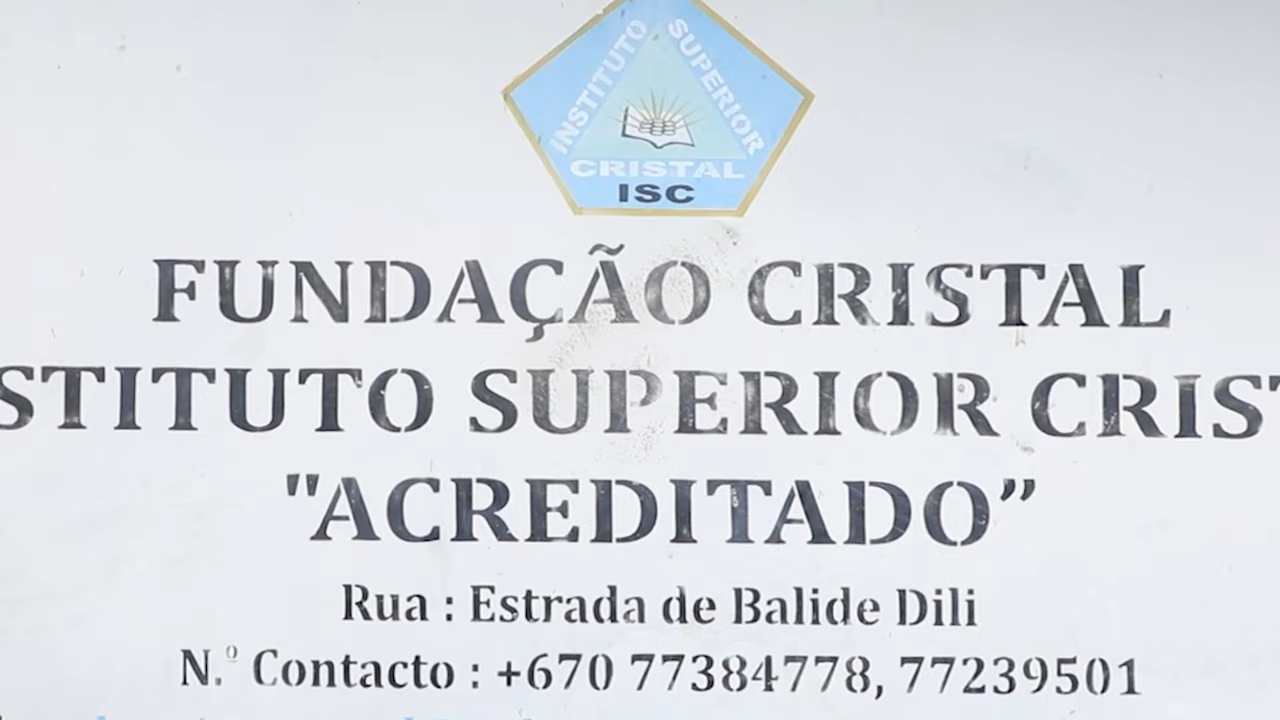 INSTITUTO SUPERIOR
CRISTAL
ISC
FUNDAÇÃO CRISTAL
STITUTO SUPERIOR CRIST
"ACREDITADO”
Rua : Estrada de Balide Dili
N.º Contacto : +670 77384778, 77239501